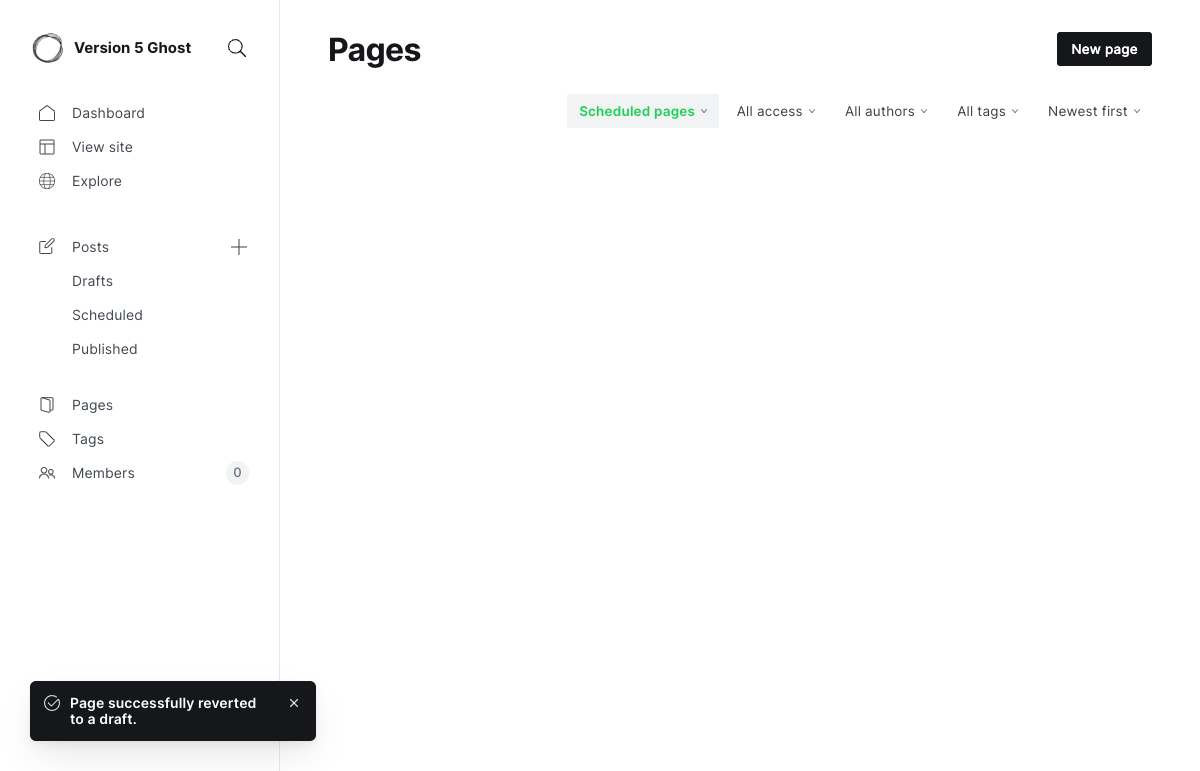 Version 5 Ghost
Dashboard
View site
Explore
Posts
Drafts
Scheduled
Published
Pages
Tags
Members
0
Pages
New page
Scheduled pages
All access
All authors
All tags
Newest first
Page successfully reverted
to a draft.